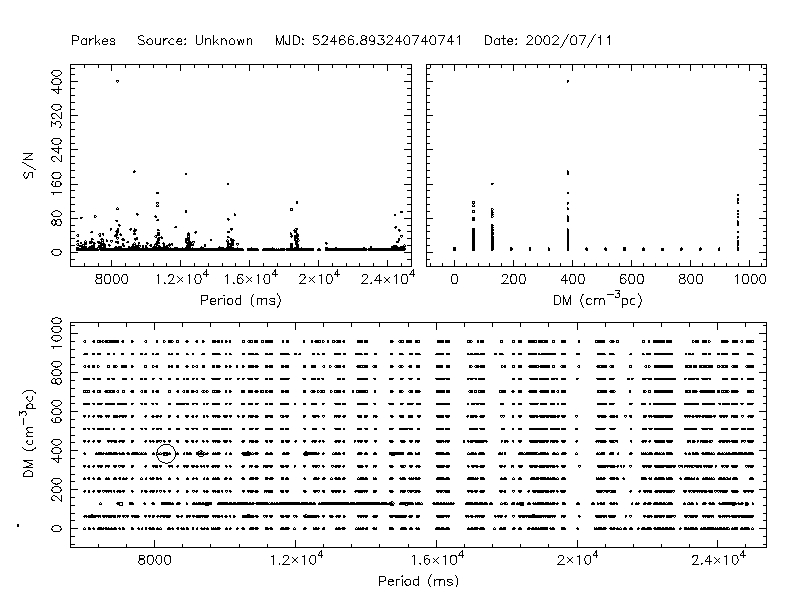 Parkes Source: Unknown MJD: 52466.893240740741 Date: 2002/07/11
S/N
0 80 160 240 320 400
8000 1.2×10⁴ 1.6×10⁴ 2×10⁴ 2.4×10⁴
Period (ms)
0 200 400 600 800 1000
DM (cm⁻³pc)
DM (cm⁻³pc)
0 200 400 600 800 1000
8000 1.2×10⁴ 1.6×10⁴ 2×10⁴ 2.4×10⁴
Period (ms)